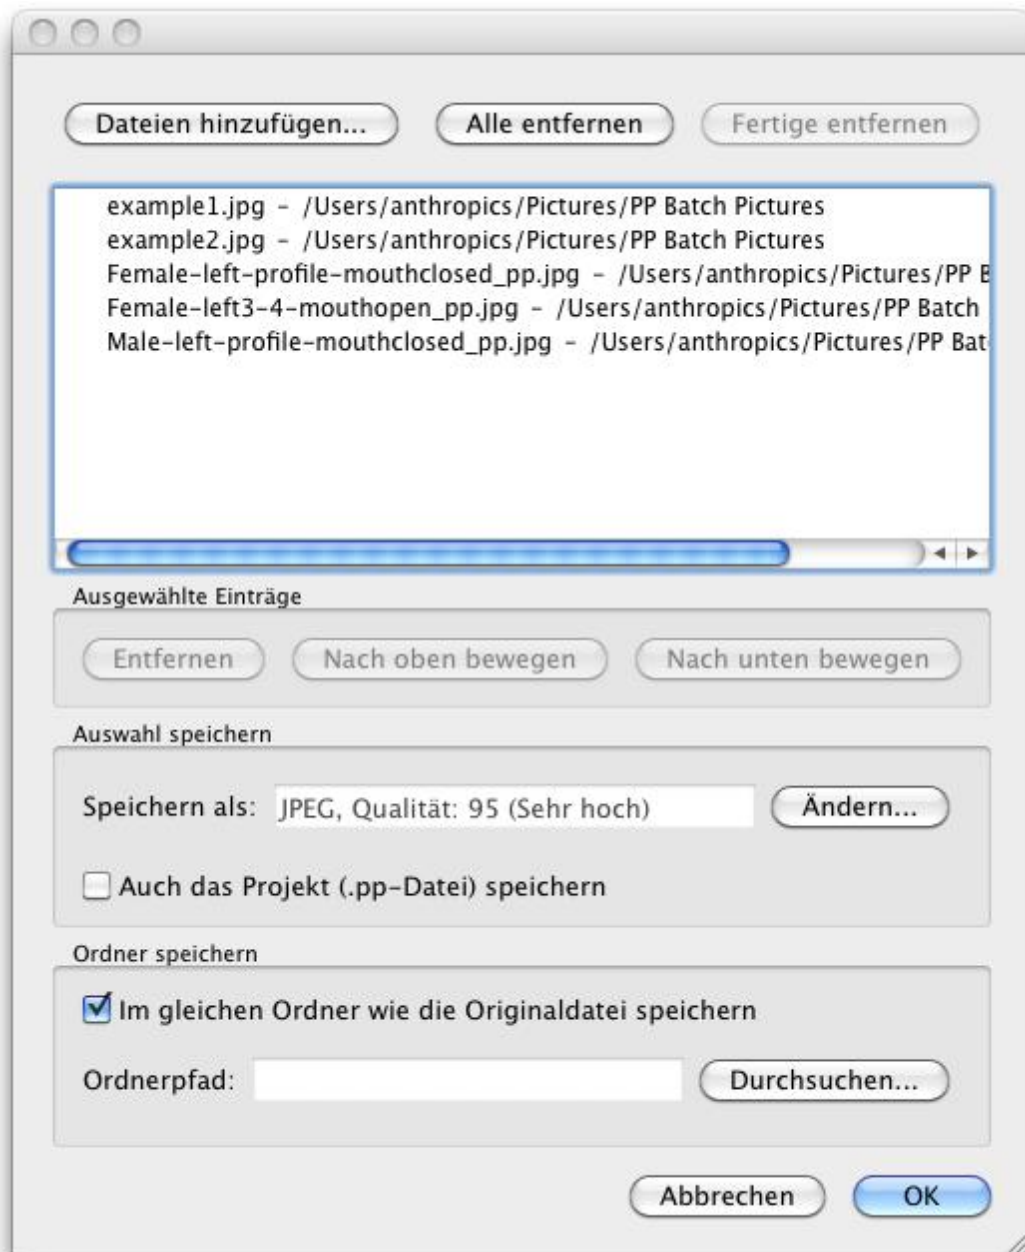 Dateien hinzufügen... Alle entfernen Fertige entfernen
example1.jpg - /Users/anthropics/Pictures/PP Batch Pictures
example2.jpg - /Users/anthropics/Pictures/PP Batch Pictures
Female-left-profile-mouthclosed_pp.jpg - /Users/anthropics/Pictures/PP B
Female-left3-4-mouthopen_pp.jpg - /Users/anthropics/Pictures/PP Batch
Male-left-profile-mouthclosed_pp.jpg - /Users/anthropics/Pictures/PP Bat
Ausgewählte Einträge
Entfernen Nach oben bewegen Nach unten bewegen
Auswahl speichern
Speichern als: JPEG, Qualität: 95 (Sehr hoch) Ändern...
Auch das Projekt (.pp-Datei) speichern
Ordner speichern
Im gleichen Ordner wie die Originaldatei speichern
Ordnerpfad: Durchsuchen...
Abbrechen OK